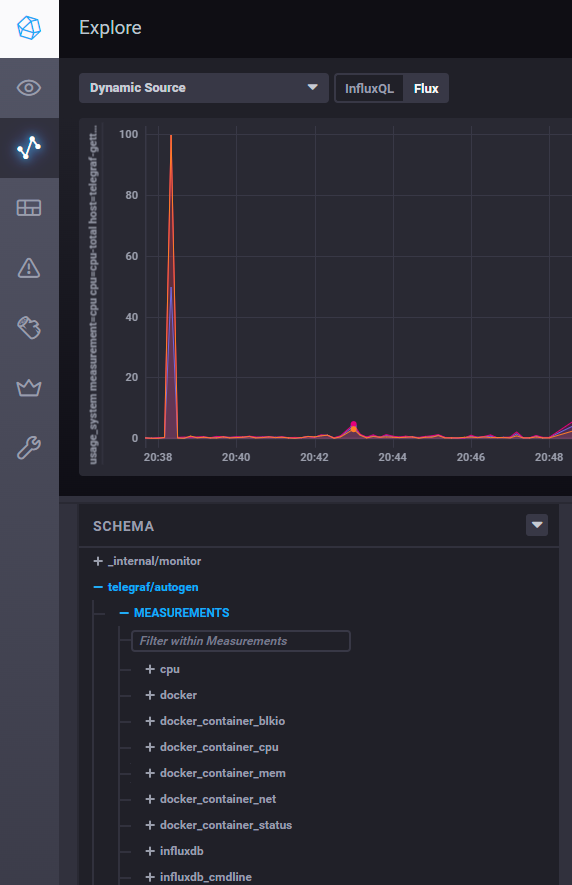 Explore
Dynamic Source
InfluxQL
Flux
usage_system measurement=cpu cpu=cpu-total host=telegraf-gett...
100
80
60
40
20
0
20:38
20:40
20:42
20:44
20:46
20:48
SCHEMA
+ _internal/monitor
− telegraf/autogen
− MEASUREMENTS
Filter within Measurements
+ cpu
+ docker
+ docker_container_blkio
+ docker_container_cpu
+ docker_container_mem
+ docker_container_net
+ docker_container_status
+ influxdb
+ influxdb_cmdline